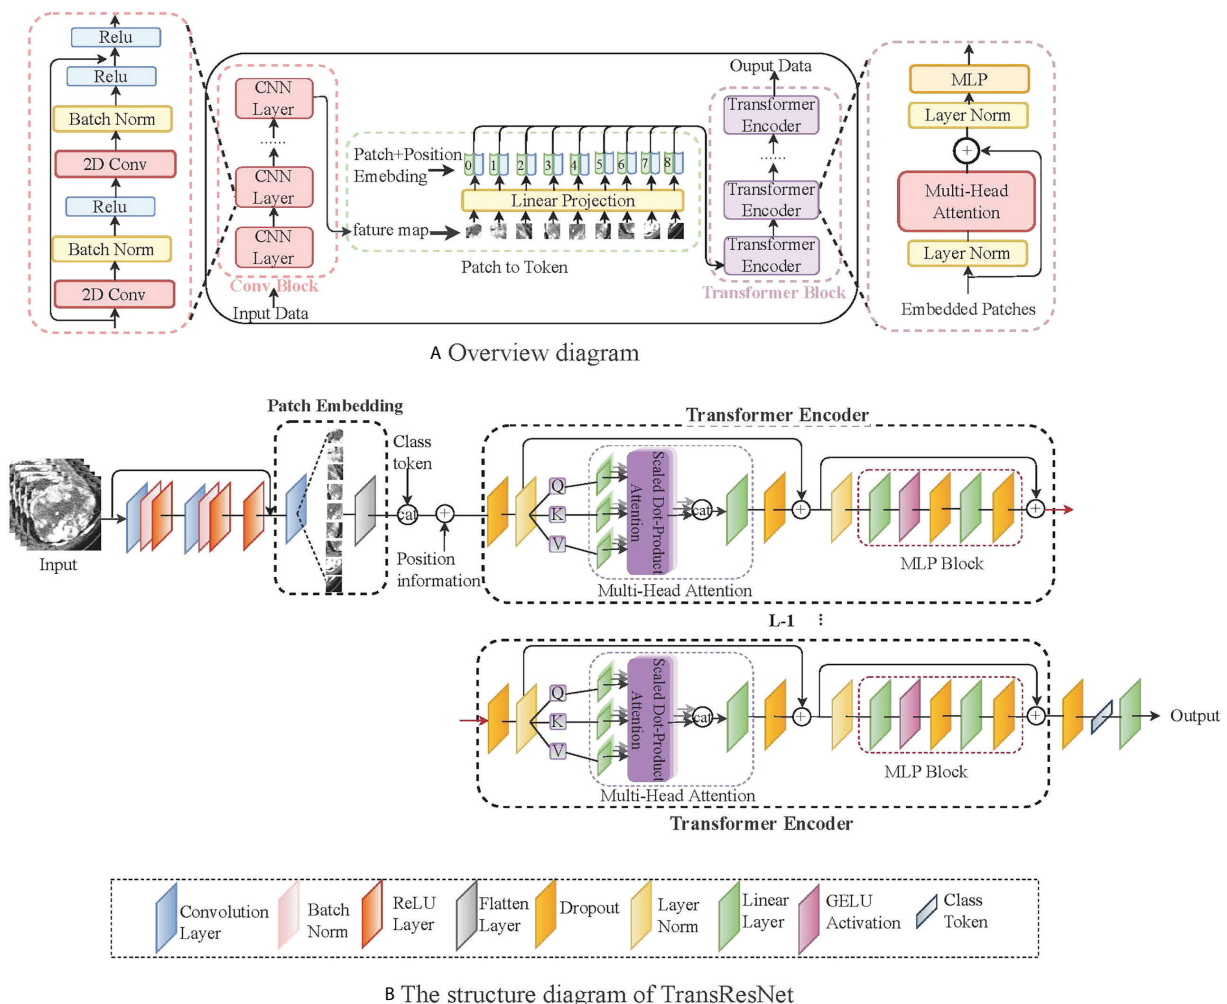 Relu
Relu
Batch Norm
2D Conv
Relu
Batch Norm
2D Conv
CNN
Layer
......
CNN
Layer
CNN
Layer
Conv Block
Input Data
Patch+Position
Emebding
0 1 2 3 4 5 6 7 8
Linear Projection
fature map
Patch to Token
Ouput Data
Transformer
Encoder
......
Transformer
Encoder
Transformer
Encoder
Transformer Block
MLP
Layer Norm
+
Multi-Head
Attention
Layer Norm
Embedded Patches
A Overview diagram
Patch Embedding
Input
Class
token
cat
+
Position
information
Transformer Encoder
Q
K
V
Scaled Dot-Product
Attention
cat
Multi-Head Attention
+
MLP Block
+
L-1 ...
Q
K
V
Scaled Dot-Product
Attention
cat
Multi-Head Attention
+
MLP Block
+
Output
Transformer Encoder
Convolution
Layer
Batch
Norm
ReLU
Layer
Flatten
Layer
Dropout
Layer
Norm
Linear
Layer
GELU
Activation
Class
Token
B The structure diagram of TransResNet